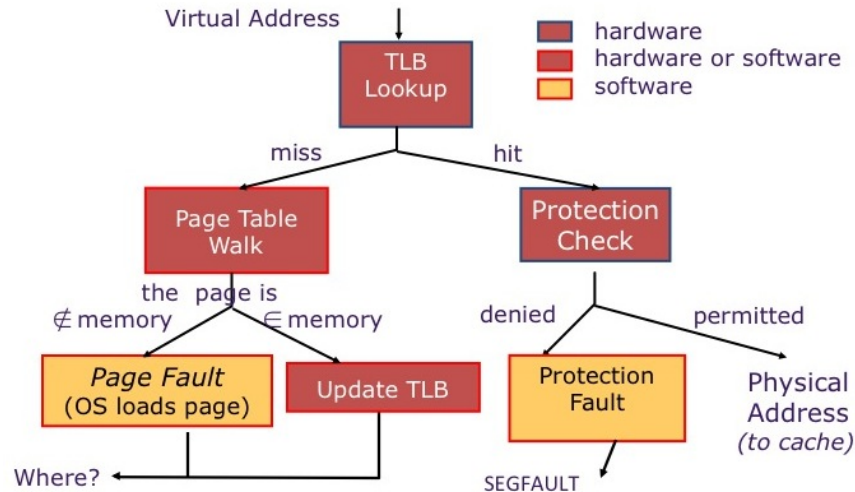 Virtual Address
hardware
hardware or software
software
TLB
Lookup
miss
hit
Page Table
Walk
Protection
Check
the page is
∉ memory
∈ memory
denied
permitted
Page Fault
(OS loads page)
Update TLB
Protection
Fault
Physical
Address
(to cache)
Where?
SEGFAULT